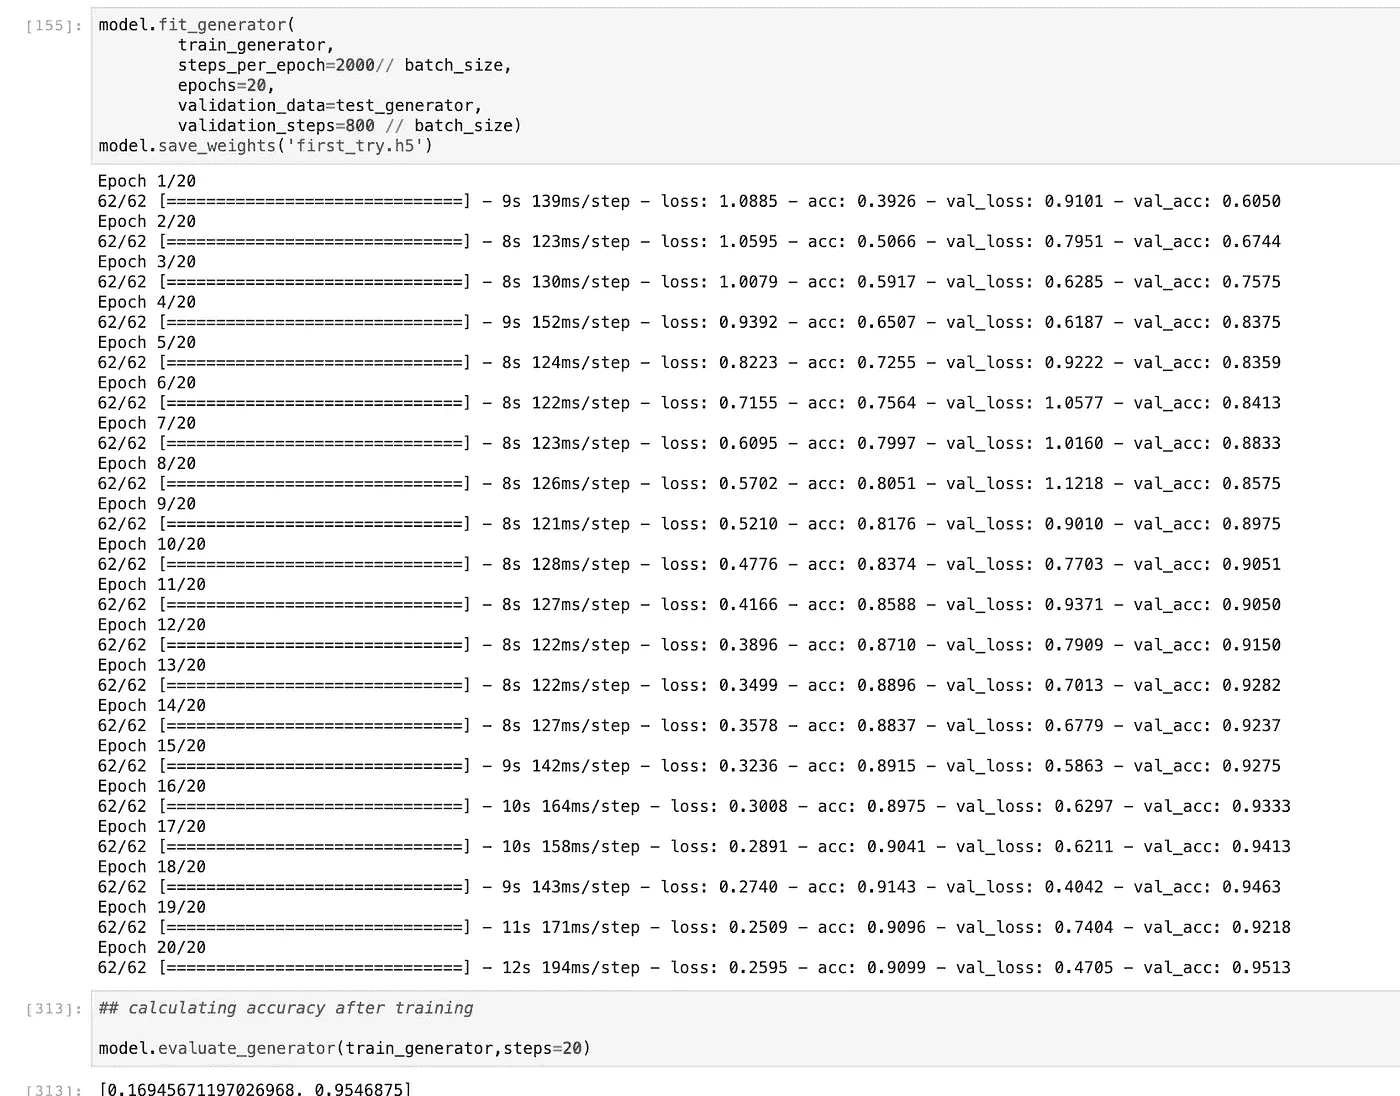 [155]: model.fit_generator(
train_generator,
steps_per_epoch=2000// batch_size,
epochs=20,
validation_data=test_generator,
validation_steps=800 // batch_size)
model.save_weights('first_try.h5')
Epoch 1/20
62/62 [==============================] - 9s 139ms/step - loss: 1.0885 - acc: 0.3926 - val_loss: 0.9101 - val_acc: 0.6050
Epoch 2/20
62/62 [==============================] - 8s 123ms/step - loss: 1.0595 - acc: 0.5066 - val_loss: 0.7951 - val_acc: 0.6744
Epoch 3/20
62/62 [==============================] - 8s 130ms/step - loss: 1.0079 - acc: 0.5917 - val_loss: 0.6285 - val_acc: 0.7575
Epoch 4/20
62/62 [==============================] - 9s 152ms/step - loss: 0.9392 - acc: 0.6507 - val_loss: 0.6187 - val_acc: 0.8375
Epoch 5/20
62/62 [==============================] - 8s 124ms/step - loss: 0.8223 - acc: 0.7255 - val_loss: 0.9222 - val_acc: 0.8359
Epoch 6/20
62/62 [==============================] - 8s 122ms/step - loss: 0.7155 - acc: 0.7564 - val_loss: 1.0577 - val_acc: 0.8413
Epoch 7/20
62/62 [==============================] - 8s 123ms/step - loss: 0.6095 - acc: 0.7997 - val_loss: 1.0160 - val_acc: 0.8833
Epoch 8/20
62/62 [==============================] - 8s 126ms/step - loss: 0.5702 - acc: 0.8051 - val_loss: 1.1218 - val_acc: 0.8575
Epoch 9/20
62/62 [==============================] - 8s 121ms/step - loss: 0.5210 - acc: 0.8176 - val_loss: 0.9010 - val_acc: 0.8975
Epoch 10/20
62/62 [==============================] - 8s 128ms/step - loss: 0.4776 - acc: 0.8374 - val_loss: 0.7703 - val_acc: 0.9051
Epoch 11/20
62/62 [==============================] - 8s 127ms/step - loss: 0.4166 - acc: 0.8588 - val_loss: 0.9371 - val_acc: 0.9050
Epoch 12/20
62/62 [==============================] - 8s 122ms/step - loss: 0.3896 - acc: 0.8710 - val_loss: 0.7909 - val_acc: 0.9150
Epoch 13/20
62/62 [==============================] - 8s 122ms/step - loss: 0.3499 - acc: 0.8896 - val_loss: 0.7013 - val_acc: 0.9282
Epoch 14/20
62/62 [==============================] - 8s 127ms/step - loss: 0.3578 - acc: 0.8837 - val_loss: 0.6779 - val_acc: 0.9237
Epoch 15/20
62/62 [==============================] - 9s 142ms/step - loss: 0.3236 - acc: 0.8915 - val_loss: 0.5863 - val_acc: 0.9275
Epoch 16/20
62/62 [==============================] - 10s 164ms/step - loss: 0.3008 - acc: 0.8975 - val_loss: 0.6297 - val_acc: 0.9333
Epoch 17/20
62/62 [==============================] - 10s 158ms/step - loss: 0.2891 - acc: 0.9041 - val_loss: 0.6211 - val_acc: 0.9413
Epoch 18/20
62/62 [==============================] - 9s 143ms/step - loss: 0.2740 - acc: 0.9143 - val_loss: 0.4042 - val_acc: 0.9463
Epoch 19/20
62/62 [==============================] - 11s 171ms/step - loss: 0.2509 - acc: 0.9096 - val_loss: 0.7404 - val_acc: 0.9218
Epoch 20/20
62/62 [==============================] - 12s 194ms/step - loss: 0.2595 - acc: 0.9099 - val_loss: 0.4705 - val_acc: 0.9513
[313]: ## calculating accuracy after training
model.evaluate_generator(train_generator,steps=20)
[313]: [0.16945671197026968, 0.9546875]